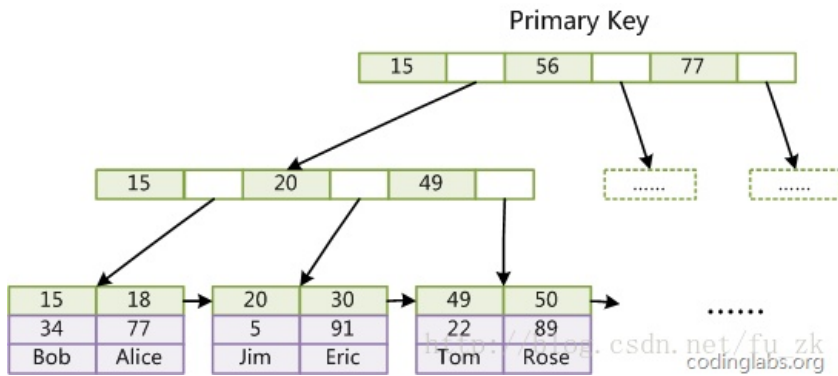 Primary Key
15 56 77
15 20 49
...... ......
15 18 20 30 49 50
34 77 5 91 22 89 ......
Bob Alice Jim Eric Tom Rose
http://blog.csdn.net/fu_zk
codinglabs.org